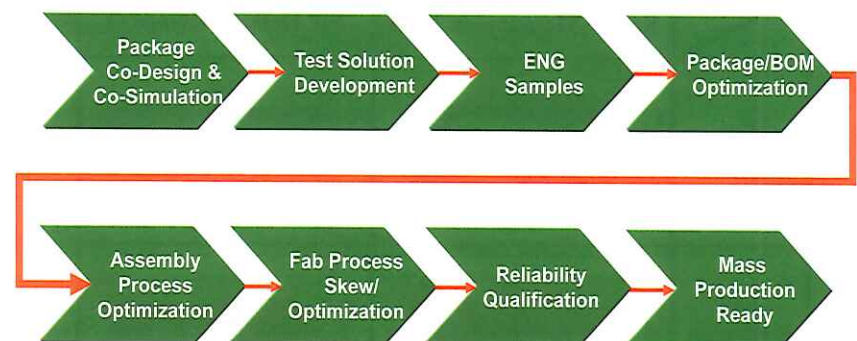 Package
Co-Design &
Co-Simulation
Test Solution
Development
ENG
Samples
Package/BOM
Optimization
Assembly
Process
Optimization
Fab Process
Skew/
Optimization
Reliability
Qualification
Mass
Production
Ready